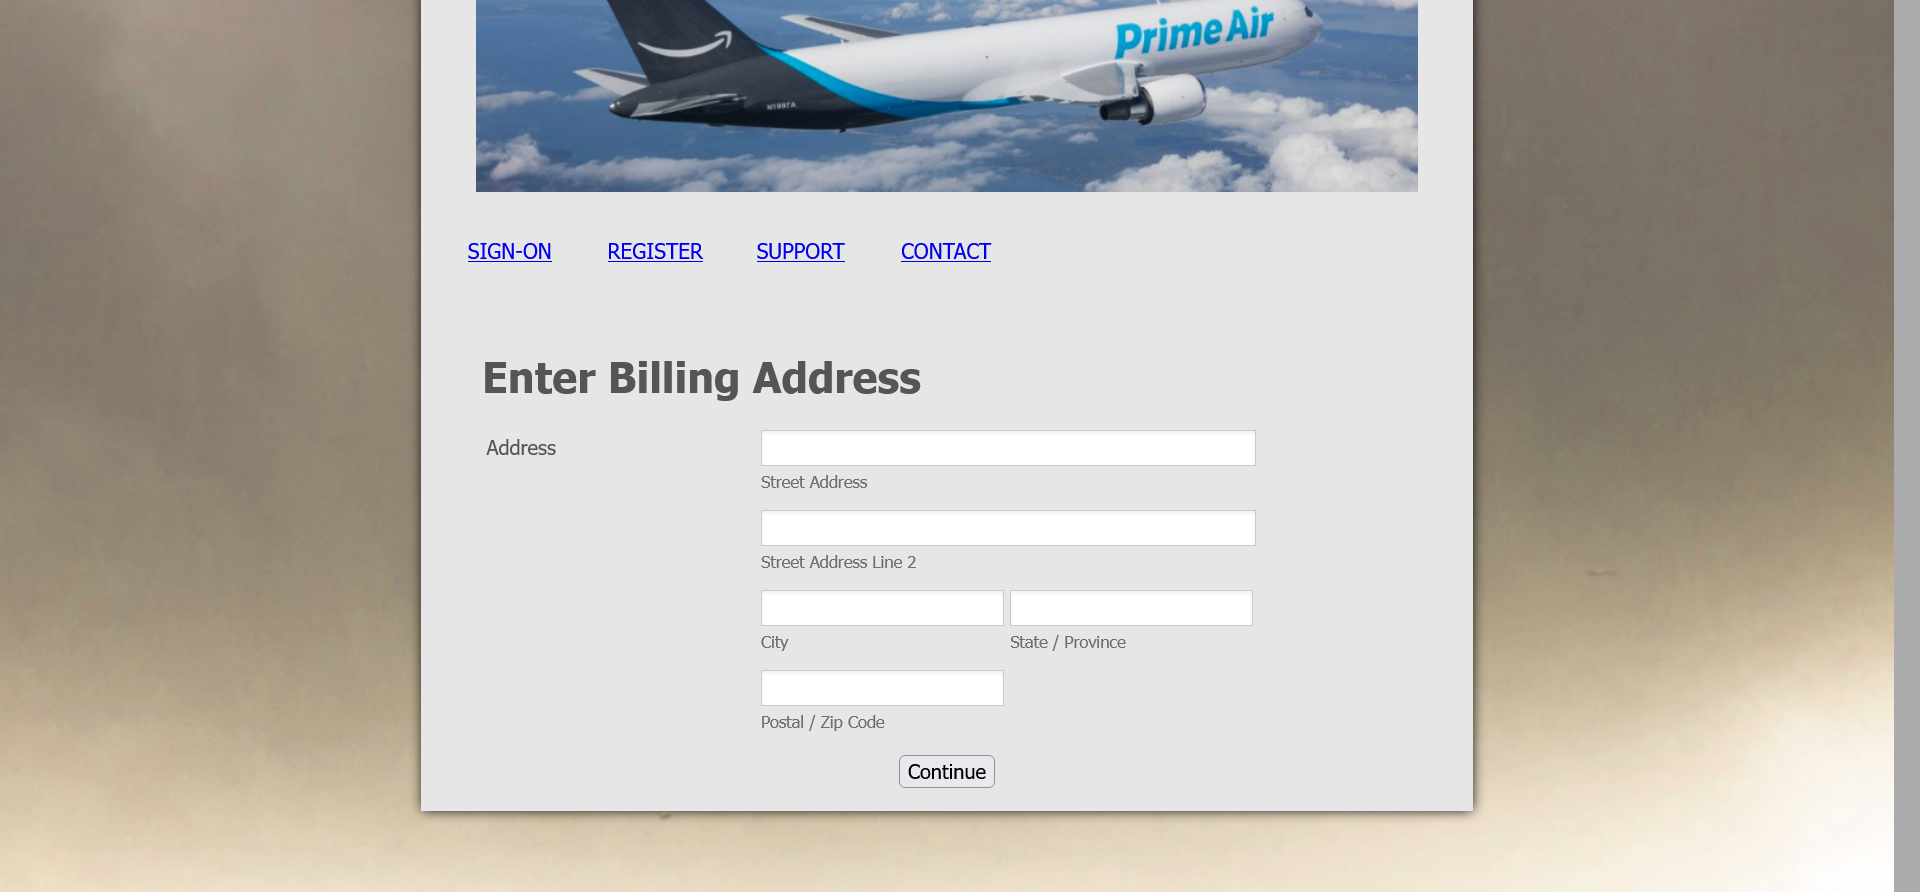 Prime Air
N1997A
SIGN-ON REGISTER SUPPORT CONTACT
Enter Billing Address
Address
Street Address
Street Address Line 2
City State / Province
Postal / Zip Code
Continue